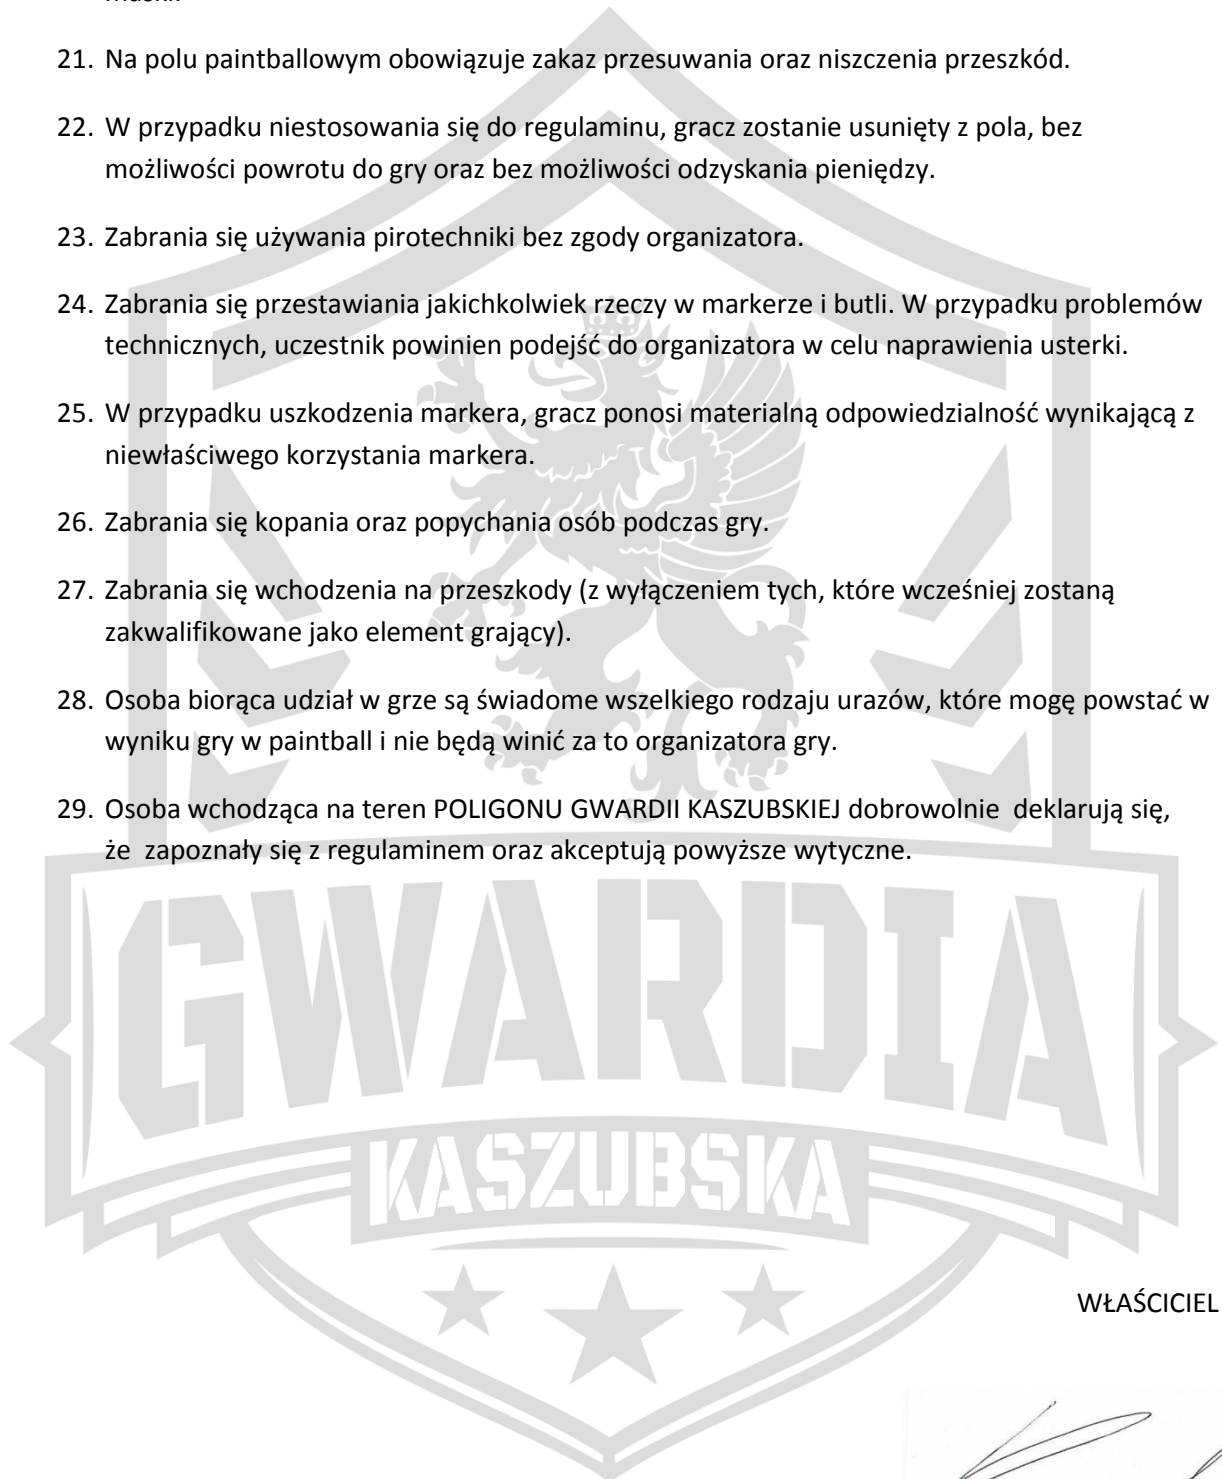 21. Na polu paintballowym obowiązuje zakaz przesuwania oraz niszczenia przeszkód.
22. W przypadku niestosowania się do regulaminu, gracz zostanie usunięty z pola, bez
możliwości powrotu do gry oraz bez możliwości odzyskania pieniędzy.
23. Zabrania się używania pirotechniki bez zgody organizatora.
24. Zabrania się przestawiania jakichkolwiek rzeczy w markerze i butli. W przypadku problemów
technicznych, uczestnik powinien podejść do organizatora w celu naprawienia usterki.
25. W przypadku uszkodzenia markera, gracz ponosi materialną odpowiedzialność wynikającą z
niewłaściwego korzystania markera.
26. Zabrania się kopania oraz popychania osób podczas gry.
27. Zabrania się wchodzenia na przeszkody (z wyłączeniem tych, które wcześniej zostaną
zakwalifikowane jako element grający).
28. Osoba biorąca udział w grze są świadome wszelkiego rodzaju urazów, które mogę powstać w
wyniku gry w paintball i nie będą winić za to organizatora gry.
29. Osoba wchodząca na teren POLIGONU GWARDII KASZUBSKIEJ dobrowolnie deklarują się,
że zapoznały się z regulaminem oraz akceptują powyższe wytyczne.
GWARDIA
KASZUBSKA
WŁAŚCICIEL